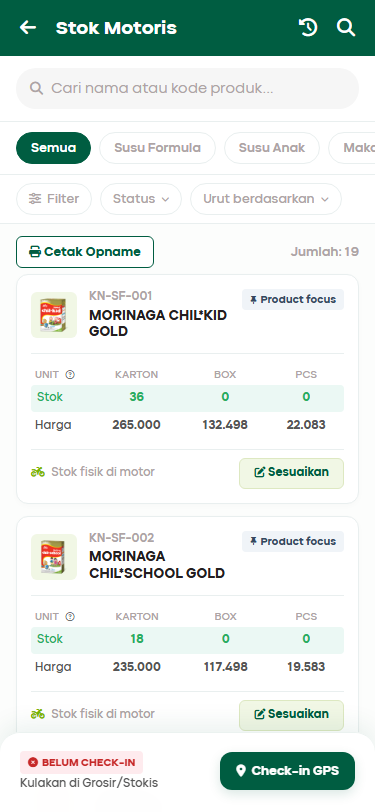 Stok Motoris
Cari nama atau kode produk...
Semua
Susu Formula
Susu Anak
Filter
Status
Urut berdasarkan
Cetak Opname
Jumlah: 19
KN-SF-001
Product focus
MORINAGA CHIL*KID
GOLD
UNIT KARTON BOX PCS
Stok 36 0 0
Harga 265.000 132.498 22.083
Stok fisik di motor
Sesuaikan
KN-SF-002
Product focus
MORINAGA
CHIL*SCHOOL GOLD
UNIT KARTON BOX PCS
Stok 18 0 0
Harga 235.000 117.498 19.583
Stok fisik di motor
Sesuaikan
BELUM CHECK-IN
Kulakan di Grosir/Stokis
Check-in GPS